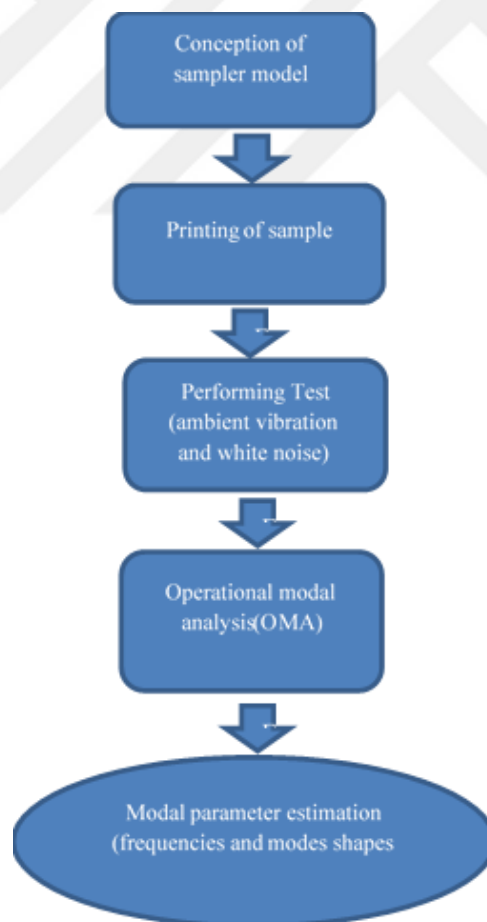 Conception of
sampler model
Printing of sample
Performing Test
(ambient vibration
and white noise)
Operational modal
analysis(OMA)
Modal parameter estimation
(frequencies and modes shapes